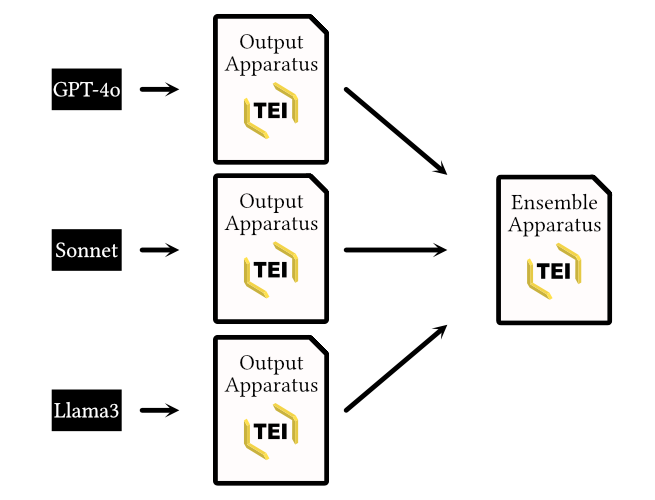 GPT-4o
Output
Apparatus
TEI
Sonnet
Output
Apparatus
TEI
Llama3
Output
Apparatus
TEI
Ensemble
Apparatus
TEI